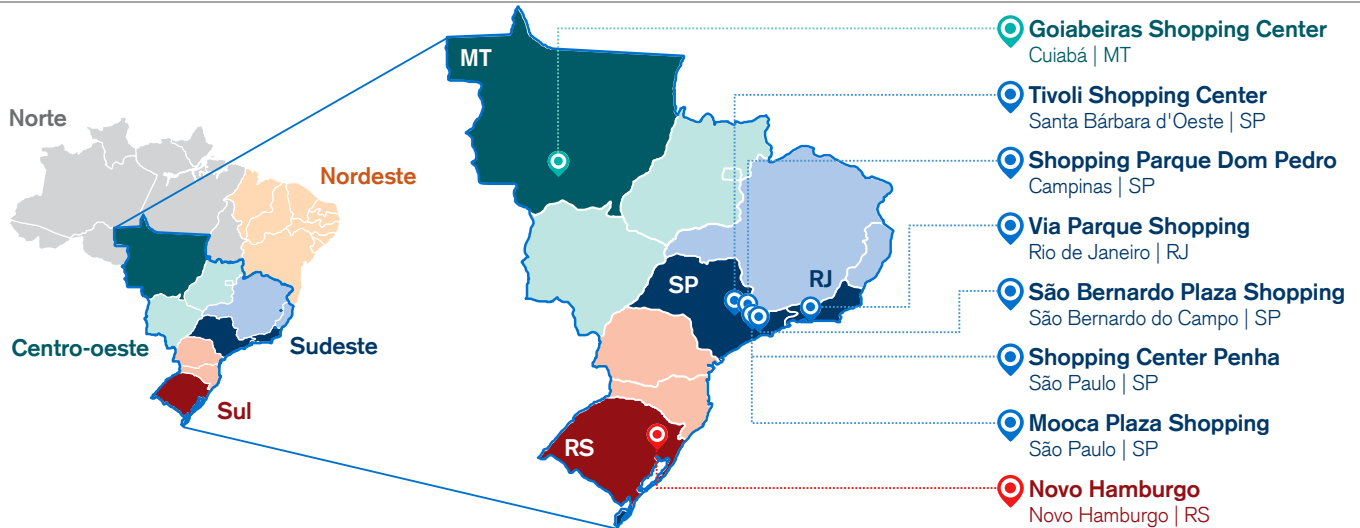 Norte
Nordeste
Centro-oeste
Sudeste
Sul
MT
SP
RJ
RS
Goiabeiras Shopping Center
Cuiabá | MT
Tivoli Shopping Center
Santa Bárbara d'Oeste | SP
Shopping Parque Dom Pedro
Campinas | SP
Via Parque Shopping
Rio de Janeiro | RJ
São Bernardo Plaza Shopping
São Bernardo do Campo | SP
Shopping Center Penha
São Paulo | SP
Mooca Plaza Shopping
São Paulo | SP
Novo Hamburgo
Novo Hamburgo | RS